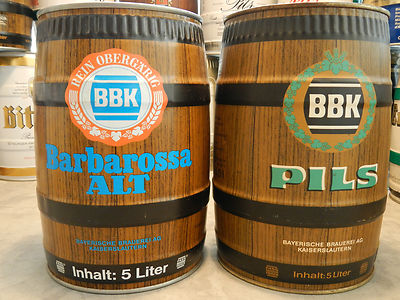 REIN OBERGÄRIG
BBK
Barbarossa
ALT
BAYERISCHE BRAUEREI AG
KAISERSLAUTERN
Inhalt: 5 Liter
BBK
PILS
BAYERISCHE BRAUEREI AG
KAISERSLAUTERN
Inhalt: 5 Liter